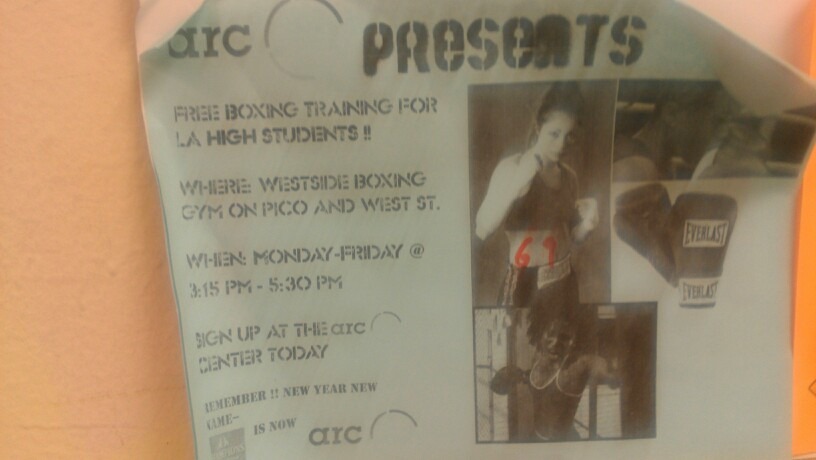 arc PRESENTS
FREE BOXING TRAINING FOR
LA HIGH STUDENTS !!
WHERE: WESTSIDE BOXING
GYM ON PICO AND WEST ST.
WHEN: MONDAY-FRIDAY @
3:15 PM - 5:30 PM
SIGN UP AT THE arc
CENTER TODAY
REMEMBER !! NEW YEAR NEW
NAME-
IS NOW arc
69
EVERLAST
EVERLAST